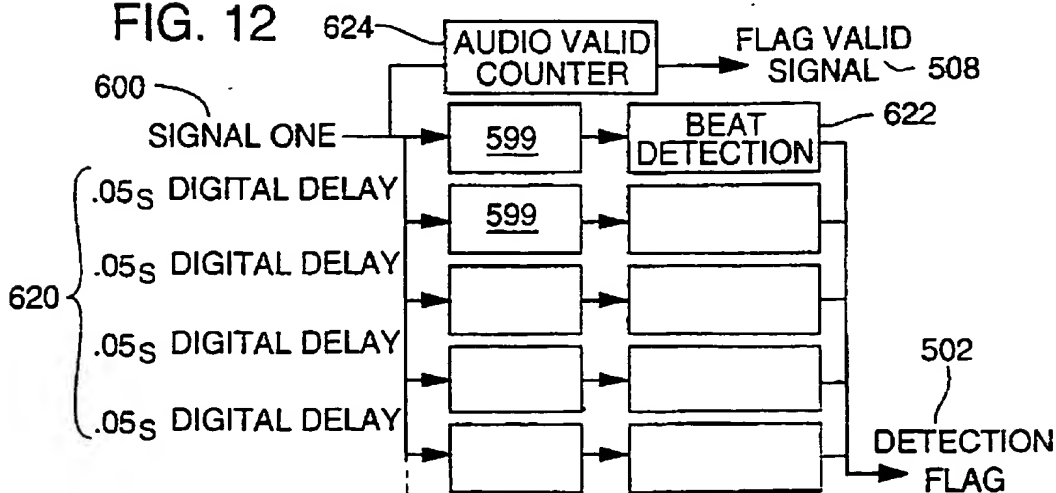 FIG. 12
624
AUDIO VALID
COUNTER
FLAG VALID
SIGNAL
508
600
SIGNAL ONE
599
BEAT
DETECTION
622
.05s DIGITAL DELAY
599
.05s DIGITAL DELAY
620
.05s DIGITAL DELAY
.05s DIGITAL DELAY
502
DETECTION
FLAG